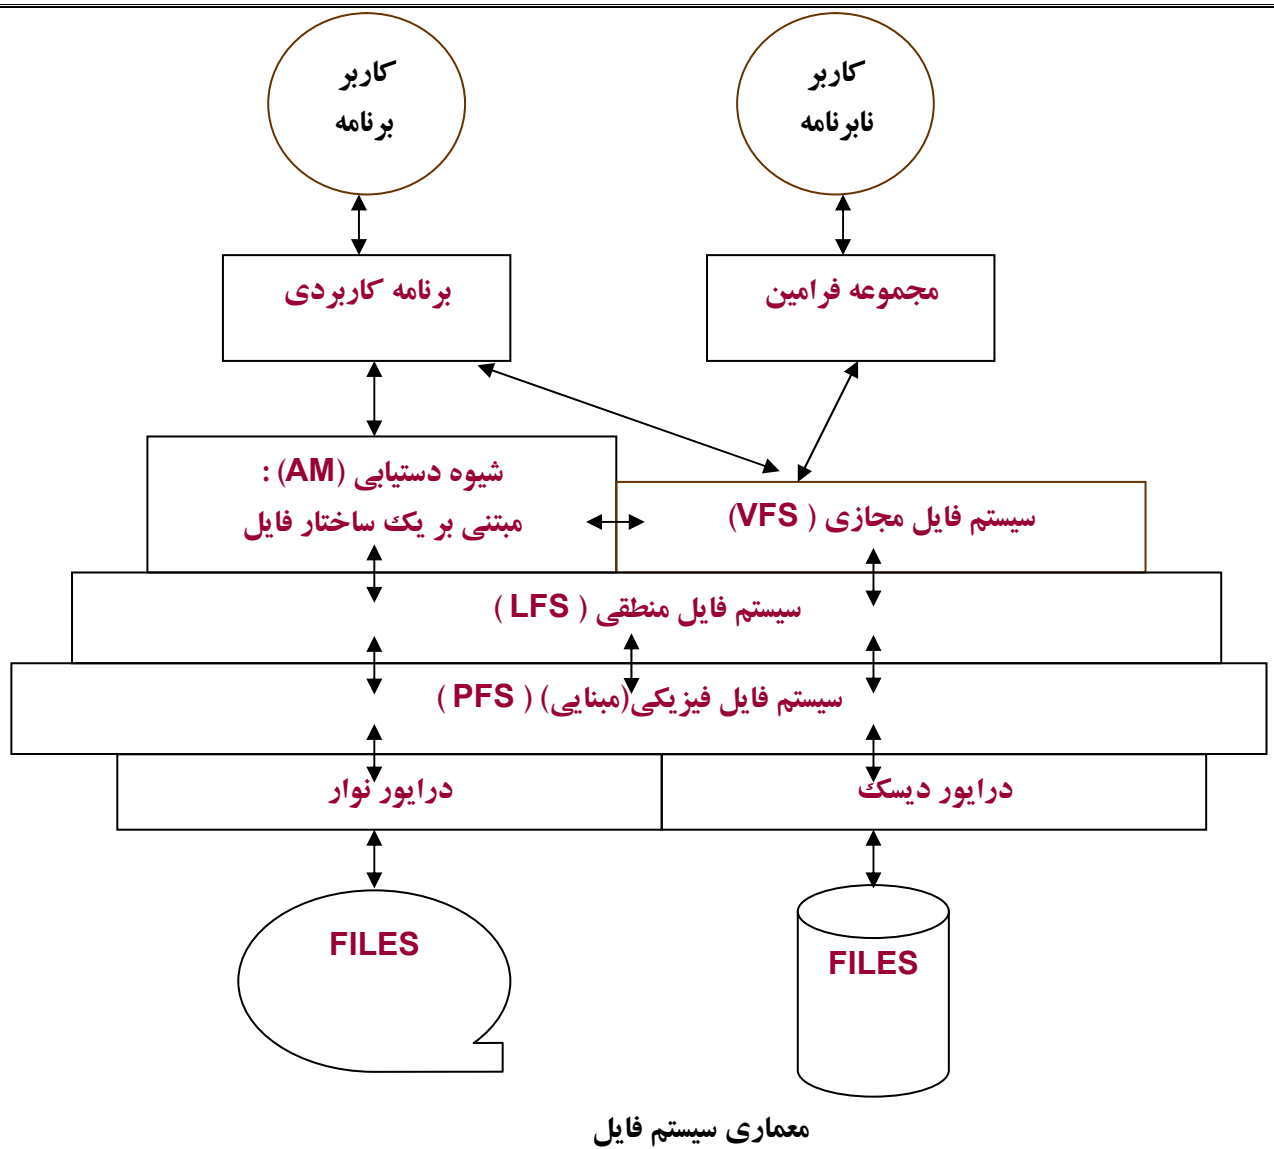 کاربر
نابرنامه
کاربر
برنامه
مجموعه فرامین
برنامه کاربردی
شیوه دستیابی (AM) :
مبتنی بر یک ساختار فایل
سیستم فایل مجازی ( VFS)
سیستم فایل منطقی ( LFS )
سیستم فایل فیزیکی(مبنایی) ( PFS )
درایور دیسک
درایور نوار
FILES
FILES
معماری سیستم فایل